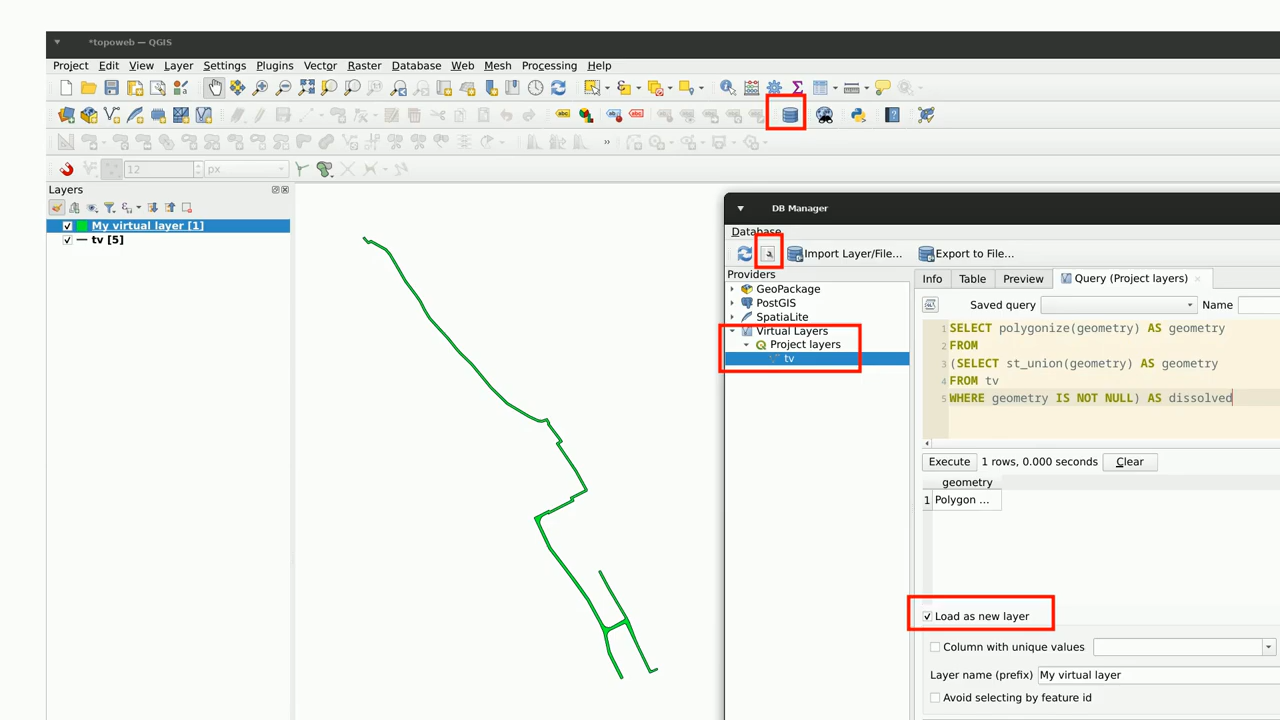 *topoweb — QGIS
Project Edit View Layer Settings Plugins Vector Raster Database Web Mesh Processing Help
abc abc abc
12 px
Layers
My virtual layer [1]
tv [5]
DB Manager
Database
Import Layer/File... Export to File...
Providers
GeoPackage
PostGIS
SpatiaLite
Virtual Layers
Project layers
tv
Info Table Preview Query (Project layers)
Saved query Name
1 SELECT polygonize(geometry) AS geometry
2 FROM
3 (SELECT st_union(geometry) AS geometry
4 FROM tv
5 WHERE geometry IS NOT NULL) AS dissolved
Execute 1 rows, 0.000 seconds Clear
geometry
1 Polygon ...
Load as new layer
Column with unique values
Layer name (prefix) My virtual layer
Avoid selecting by feature id